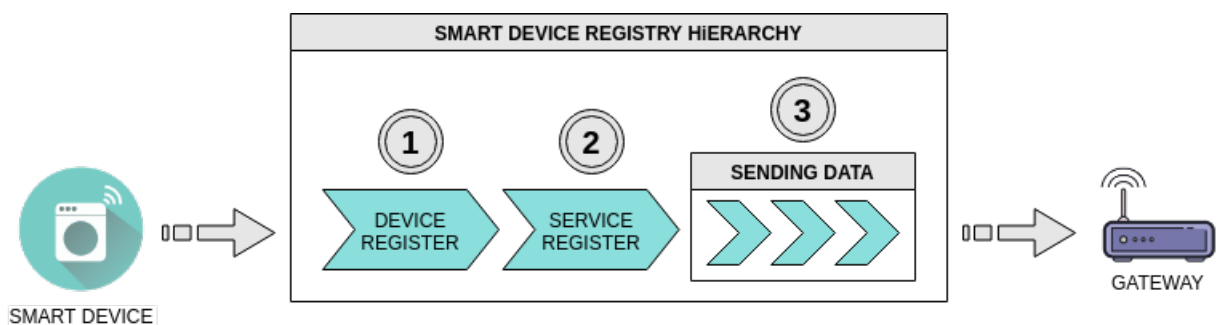 SMART DEVICE REGISTRY HiERARCHY
1
2
3
DEVICE
REGISTER
SERVICE
REGISTER
SENDING DATA
SMART DEVICE
GATEWAY